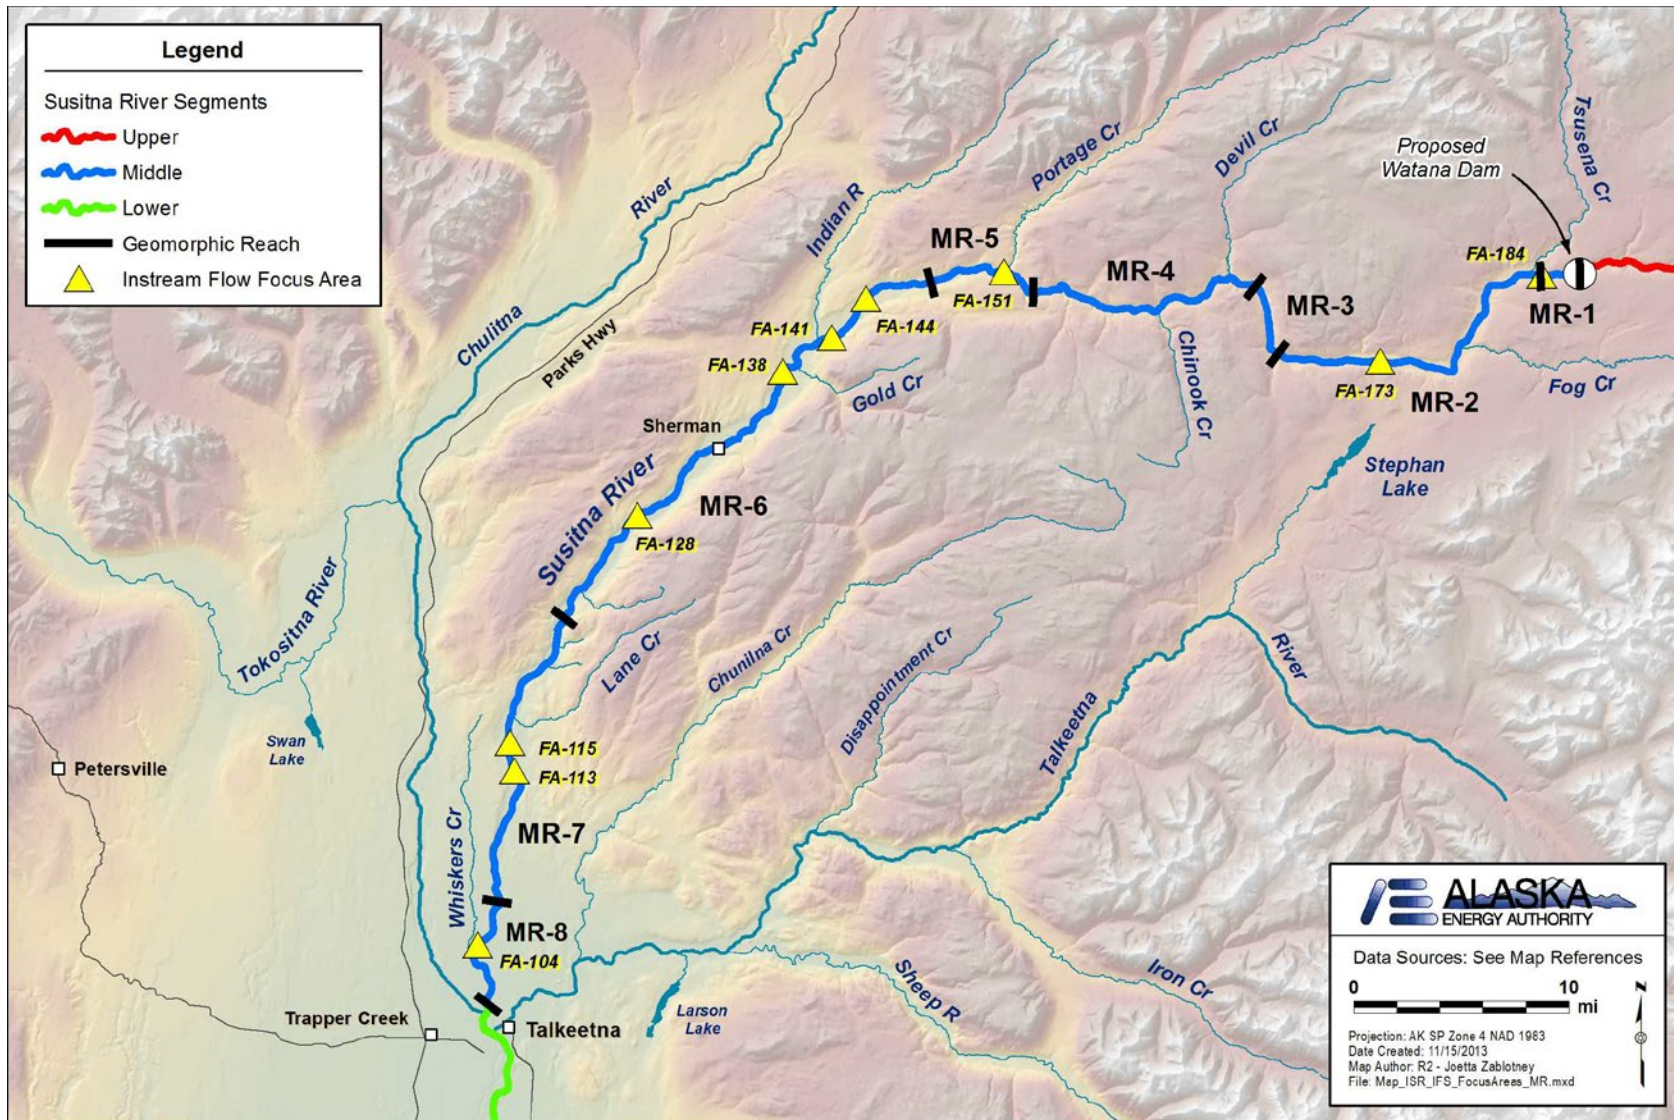 Legend
Susitna River Segments
Upper
Middle
Lower
Geomorphic Reach
Instream Flow Focus Area
Chulitna
River
Parks Hwy
Indian R
Portage Cr
Devil Cr
Tsusena Cr
Proposed
Watana Dam
FA-184
MR-1
MR-5
FA-151
MR-4
MR-3
FA-141
FA-144
FA-138
Gold Cr
Chinook Cr
FA-173
MR-2
Fog Cr
Sherman
Stephan
Lake
Susitna River
MR-6
FA-128
Tokositna River
Lane Cr
Chunilna Cr
Disappointment Cr
Talkeetna
River
Swan
Lake
Petersville
FA-115
FA-113
MR-7
Whiskers Cr
MR-8
FA-104
Trapper Creek
Talkeetna
Larson
Lake
Sheep R
Iron Cr
ALASKA
ENERGY AUTHORITY
Data Sources: See Map References
0 10
mi
N
Projection: AK SP Zone 4 NAD 1983
Date Created: 11/15/2013
Map Author: R2 - Joetta Zablotney
File: Map_ISR_IFS_FocusAreas_MR.mxd